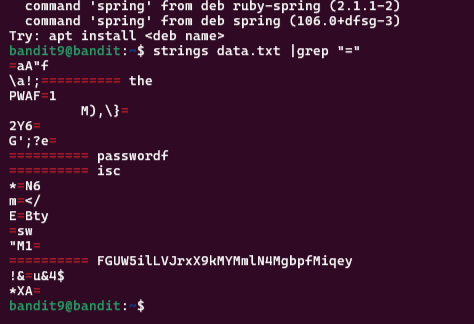 command 'spring' from deb ruby-spring (2.1.1-2)
command 'spring' from deb spring (106.0+dfsg-3)
Try: apt install <deb name>
bandit9@bandit:~$ strings data.txt |grep "="
=aA"f
\a!;========== the
PWAF=1
M),\}=
2Y6=
G';?e=
========== passwordf
========== isc
*=N6
m=</
E=Bty
=sw
"M1=
========== FGUW5ilLVJrxX9kMYMmlN4MgbpfMiqey
!&=u&4$
*XA=
bandit9@bandit:~$